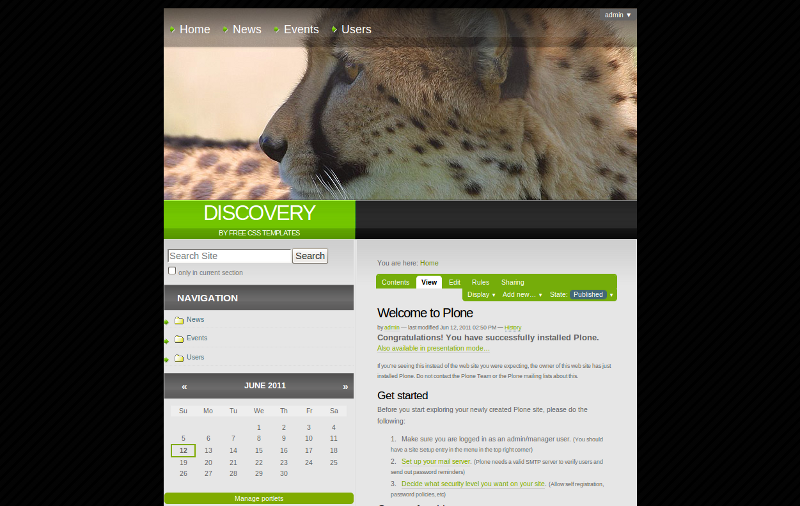 admin ▼
Home News Events Users
DISCOVERY
BY FREE CSS TEMPLATES
Search Site Search
only in current section
NAVIGATION
News
Events
Users
« JUNE 2011 »
Su Mo Tu We Th Fr Sa
1 2 3 4
5 6 7 8 9 10 11
12 13 14 15 16 17 18
19 20 21 22 23 24 25
26 27 28 29 30
Manage portlets
You are here: Home
Contents View Edit Rules Sharing
Display ▼ Add new… ▼ State: Published ▼
Welcome to Plone
by admin — last modified Jun 12, 2011 02:50 PM — History
Congratulations! You have successfully installed Plone.
Also available in presentation mode…
If you're seeing this instead of the web site you were expecting, the owner of this web site has just
installed Plone. Do not contact the Plone Team or the Plone mailing lists about this.
Get started
Before you start exploring your newly created Plone site, please do the
following:
1. Make sure you are logged in as an admin/manager user. (You should
have a Site Setup entry in the menu in the top right corner)
2. Set up your mail server. (Plone needs a valid SMTP server to verify users and
send out password reminders)
3. Decide what security level you want on your site. (Allow self registration,
password policies, etc)